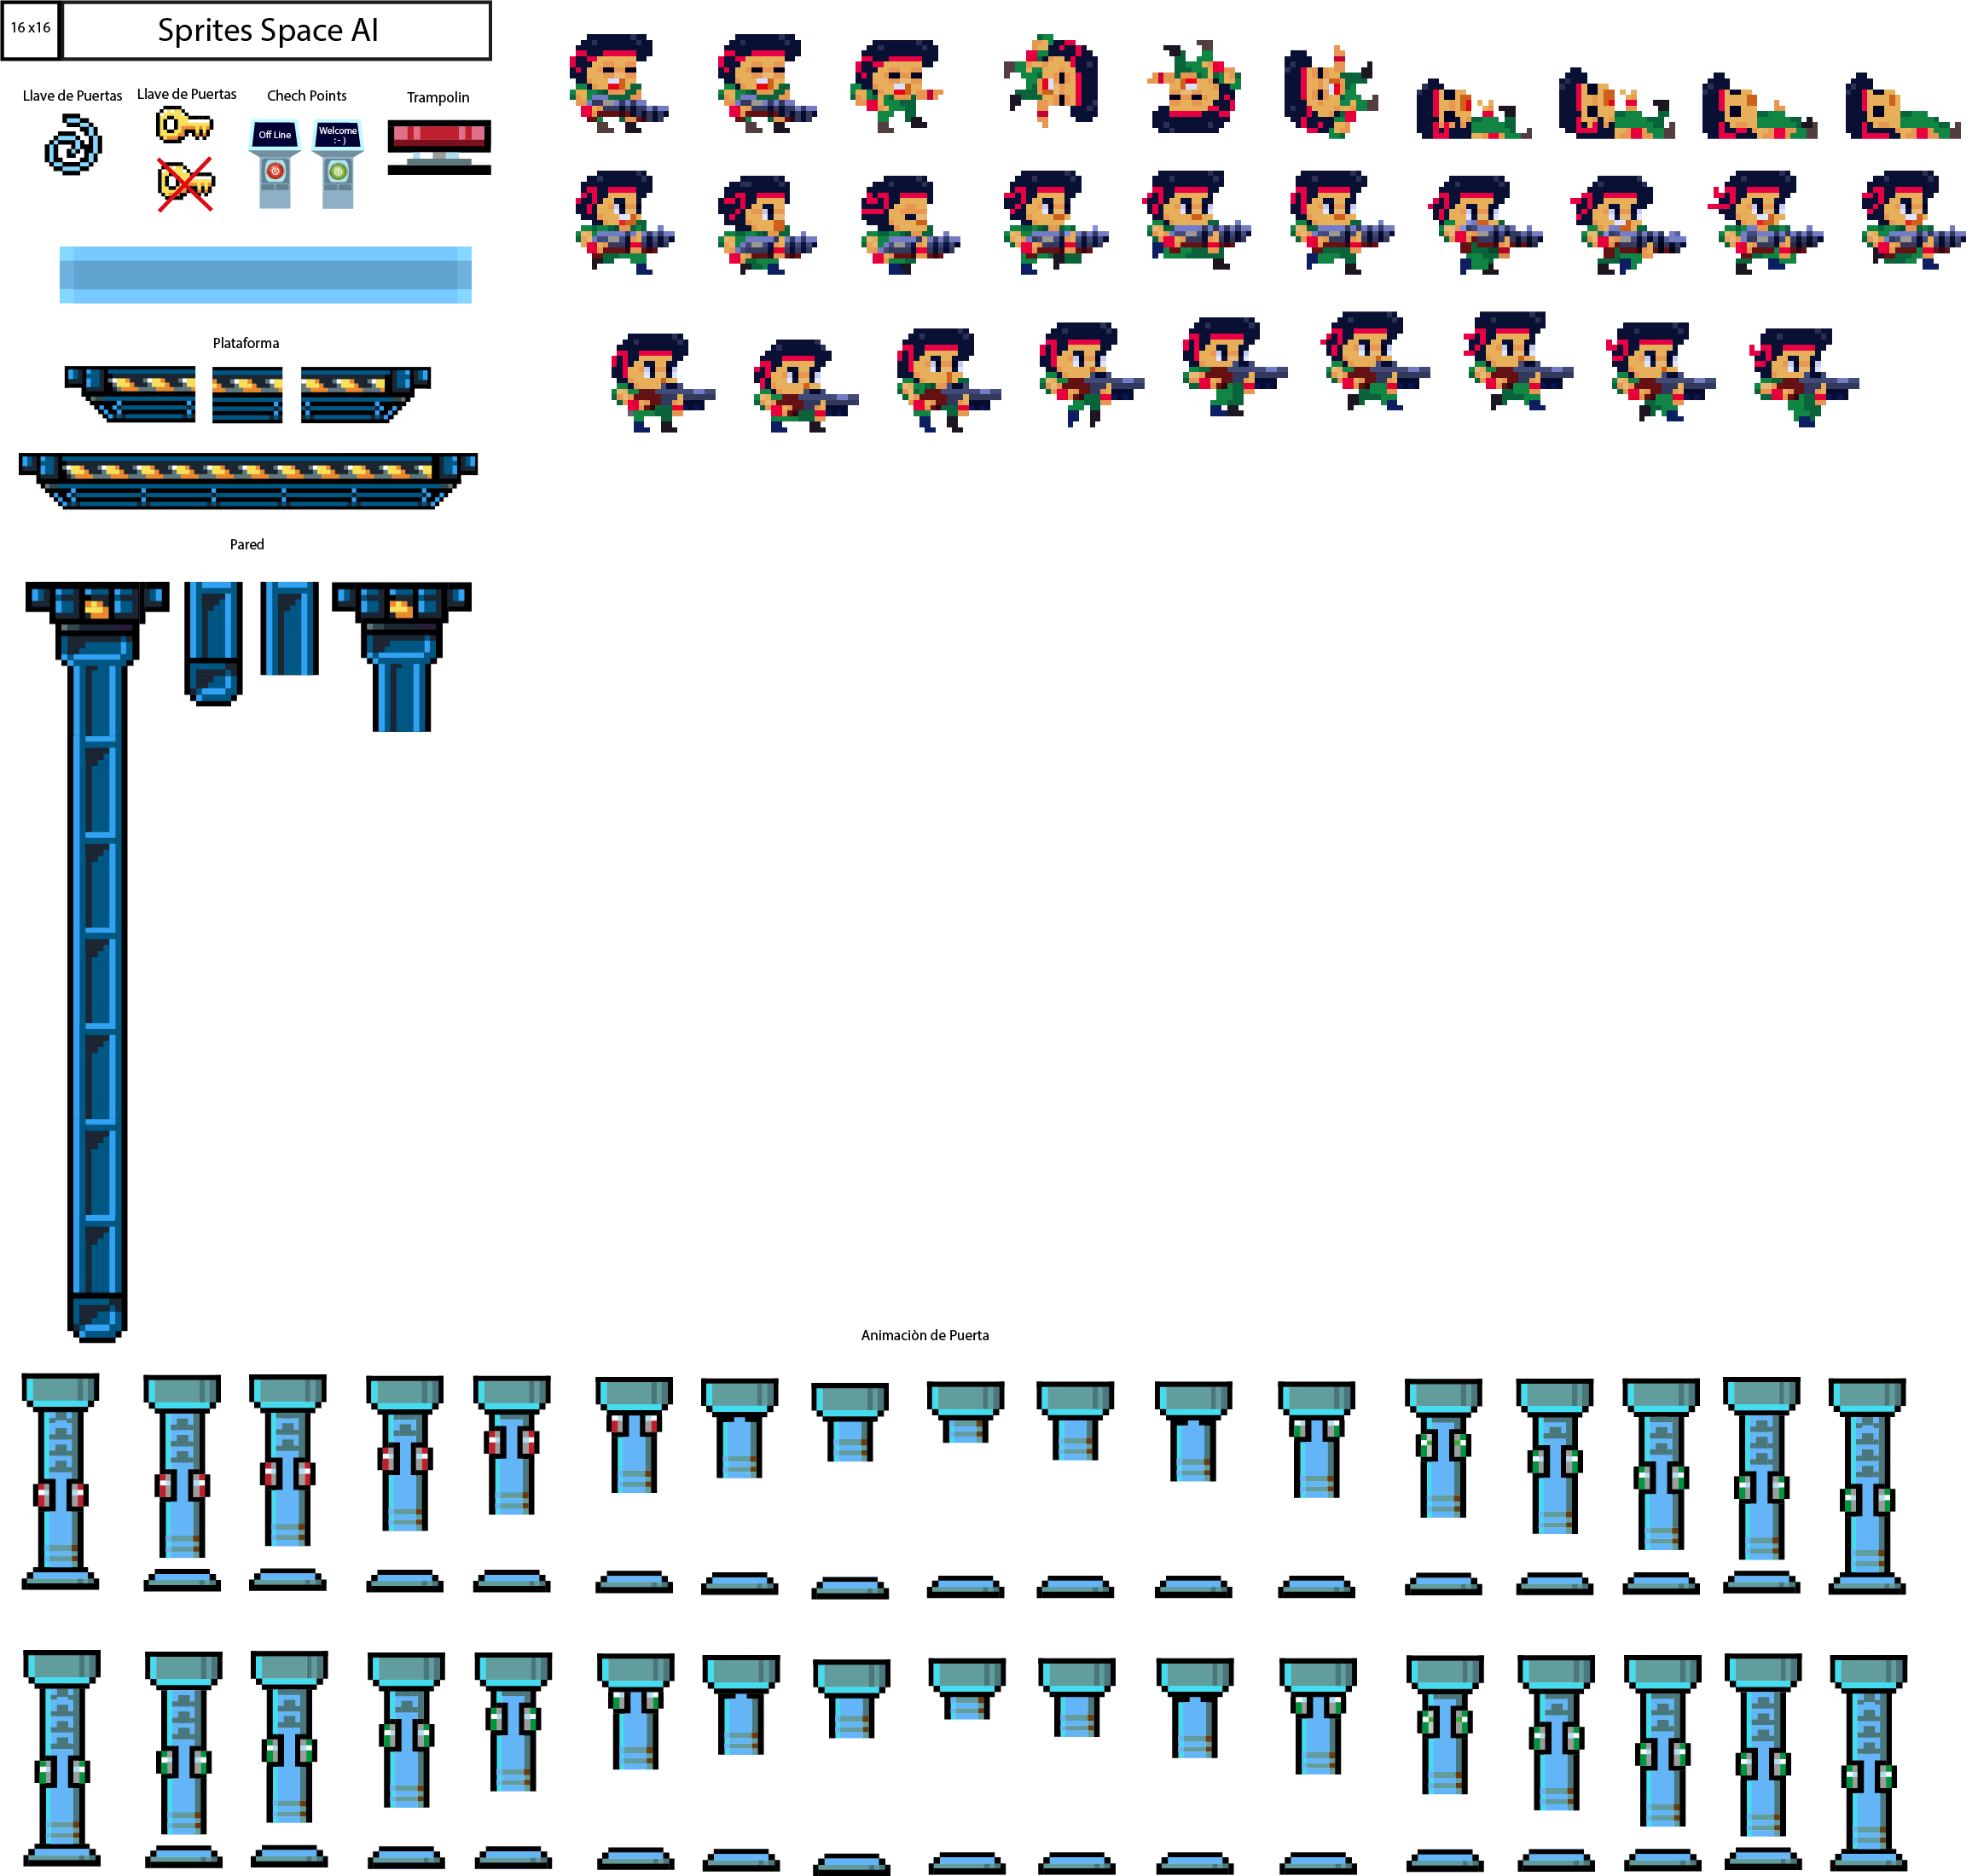 16 x16
Sprites Space AI
Llave de Puertas
Llave de Puertas
Chech Points
Trampolin
Off Line
Welcome
: - )
Plataforma
Pared
Animaciòn de Puerta